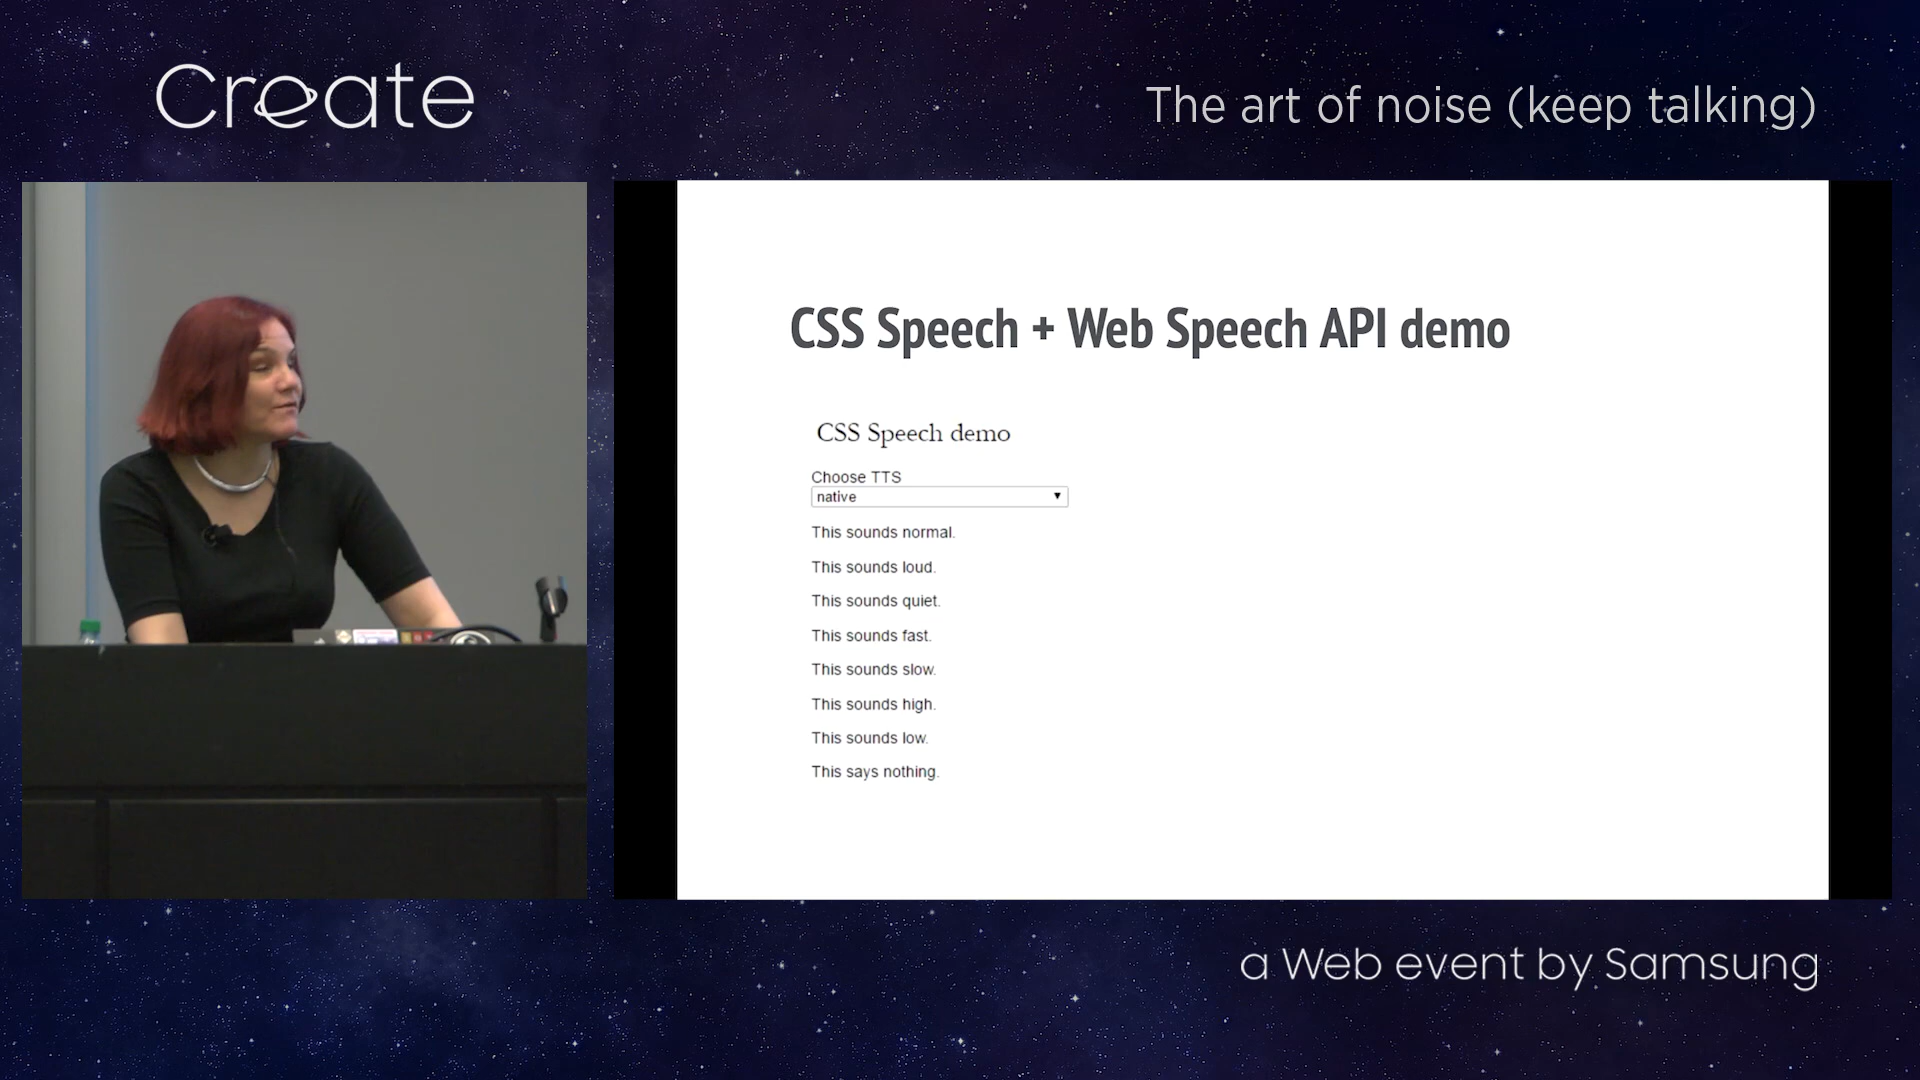 Create
The art of noise (keep talking)
CSS Speech + Web Speech API demo
CSS Speech demo
Choose TTS
native
This sounds normal.
This sounds loud.
This sounds quiet.
This sounds fast.
This sounds slow.
This sounds high.
This sounds low.
This says nothing.
a Web event by Samsung